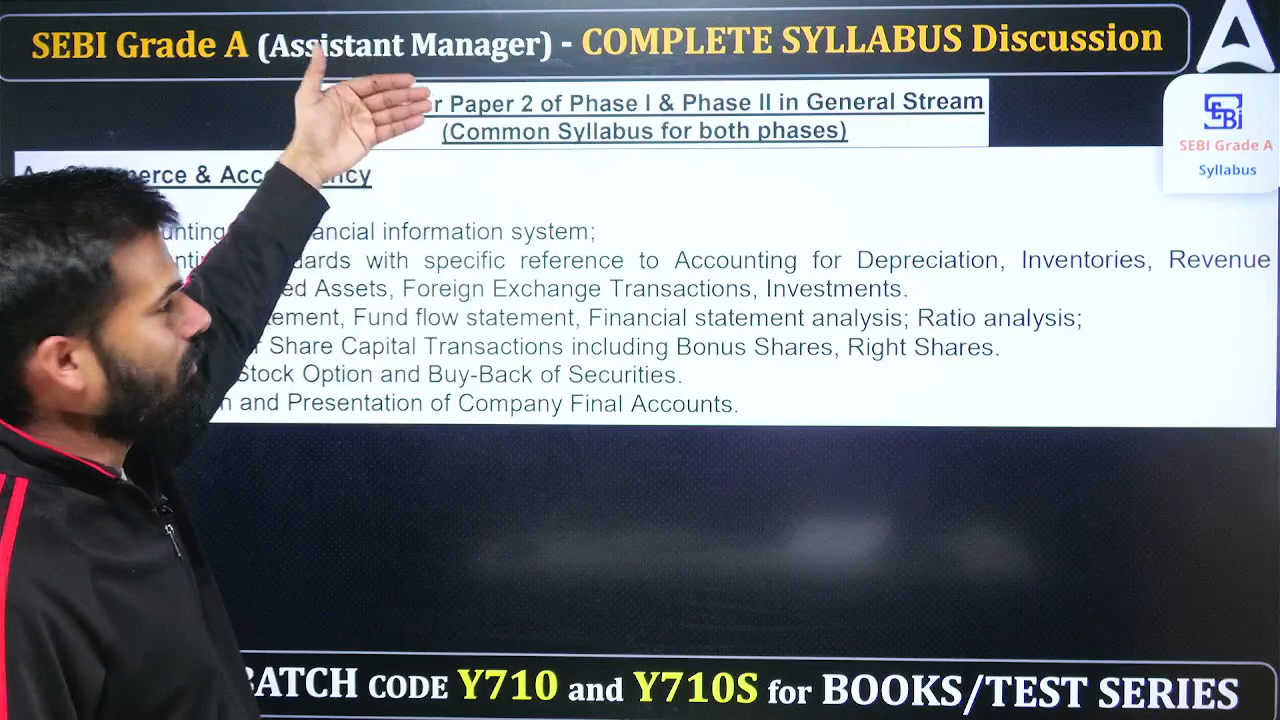 SEBI Grade A (Assistant Manager) - COMPLETE SYLLABUS Discussion
Paper 2 of Phase I & Phase II in General Stream
(Common Syllabus for both phases)
SEBI
SEBI Grade A
Syllabus
& 
ancial information system;
with specific reference to Accounting for Depreciation, Inventories, Revenue
Assets, Foreign Exchange Transactions, Investments.
Fund flow statement, Financial statement analysis; Ratio analysis;
Share Capital Transactions including Bonus Shares, Right Shares.
Stock Option and Buy-Back of Securities.
and Presentation of Company Final Accounts.
BATCH CODE Y710 and Y710S for BOOKS/TEST SERIES